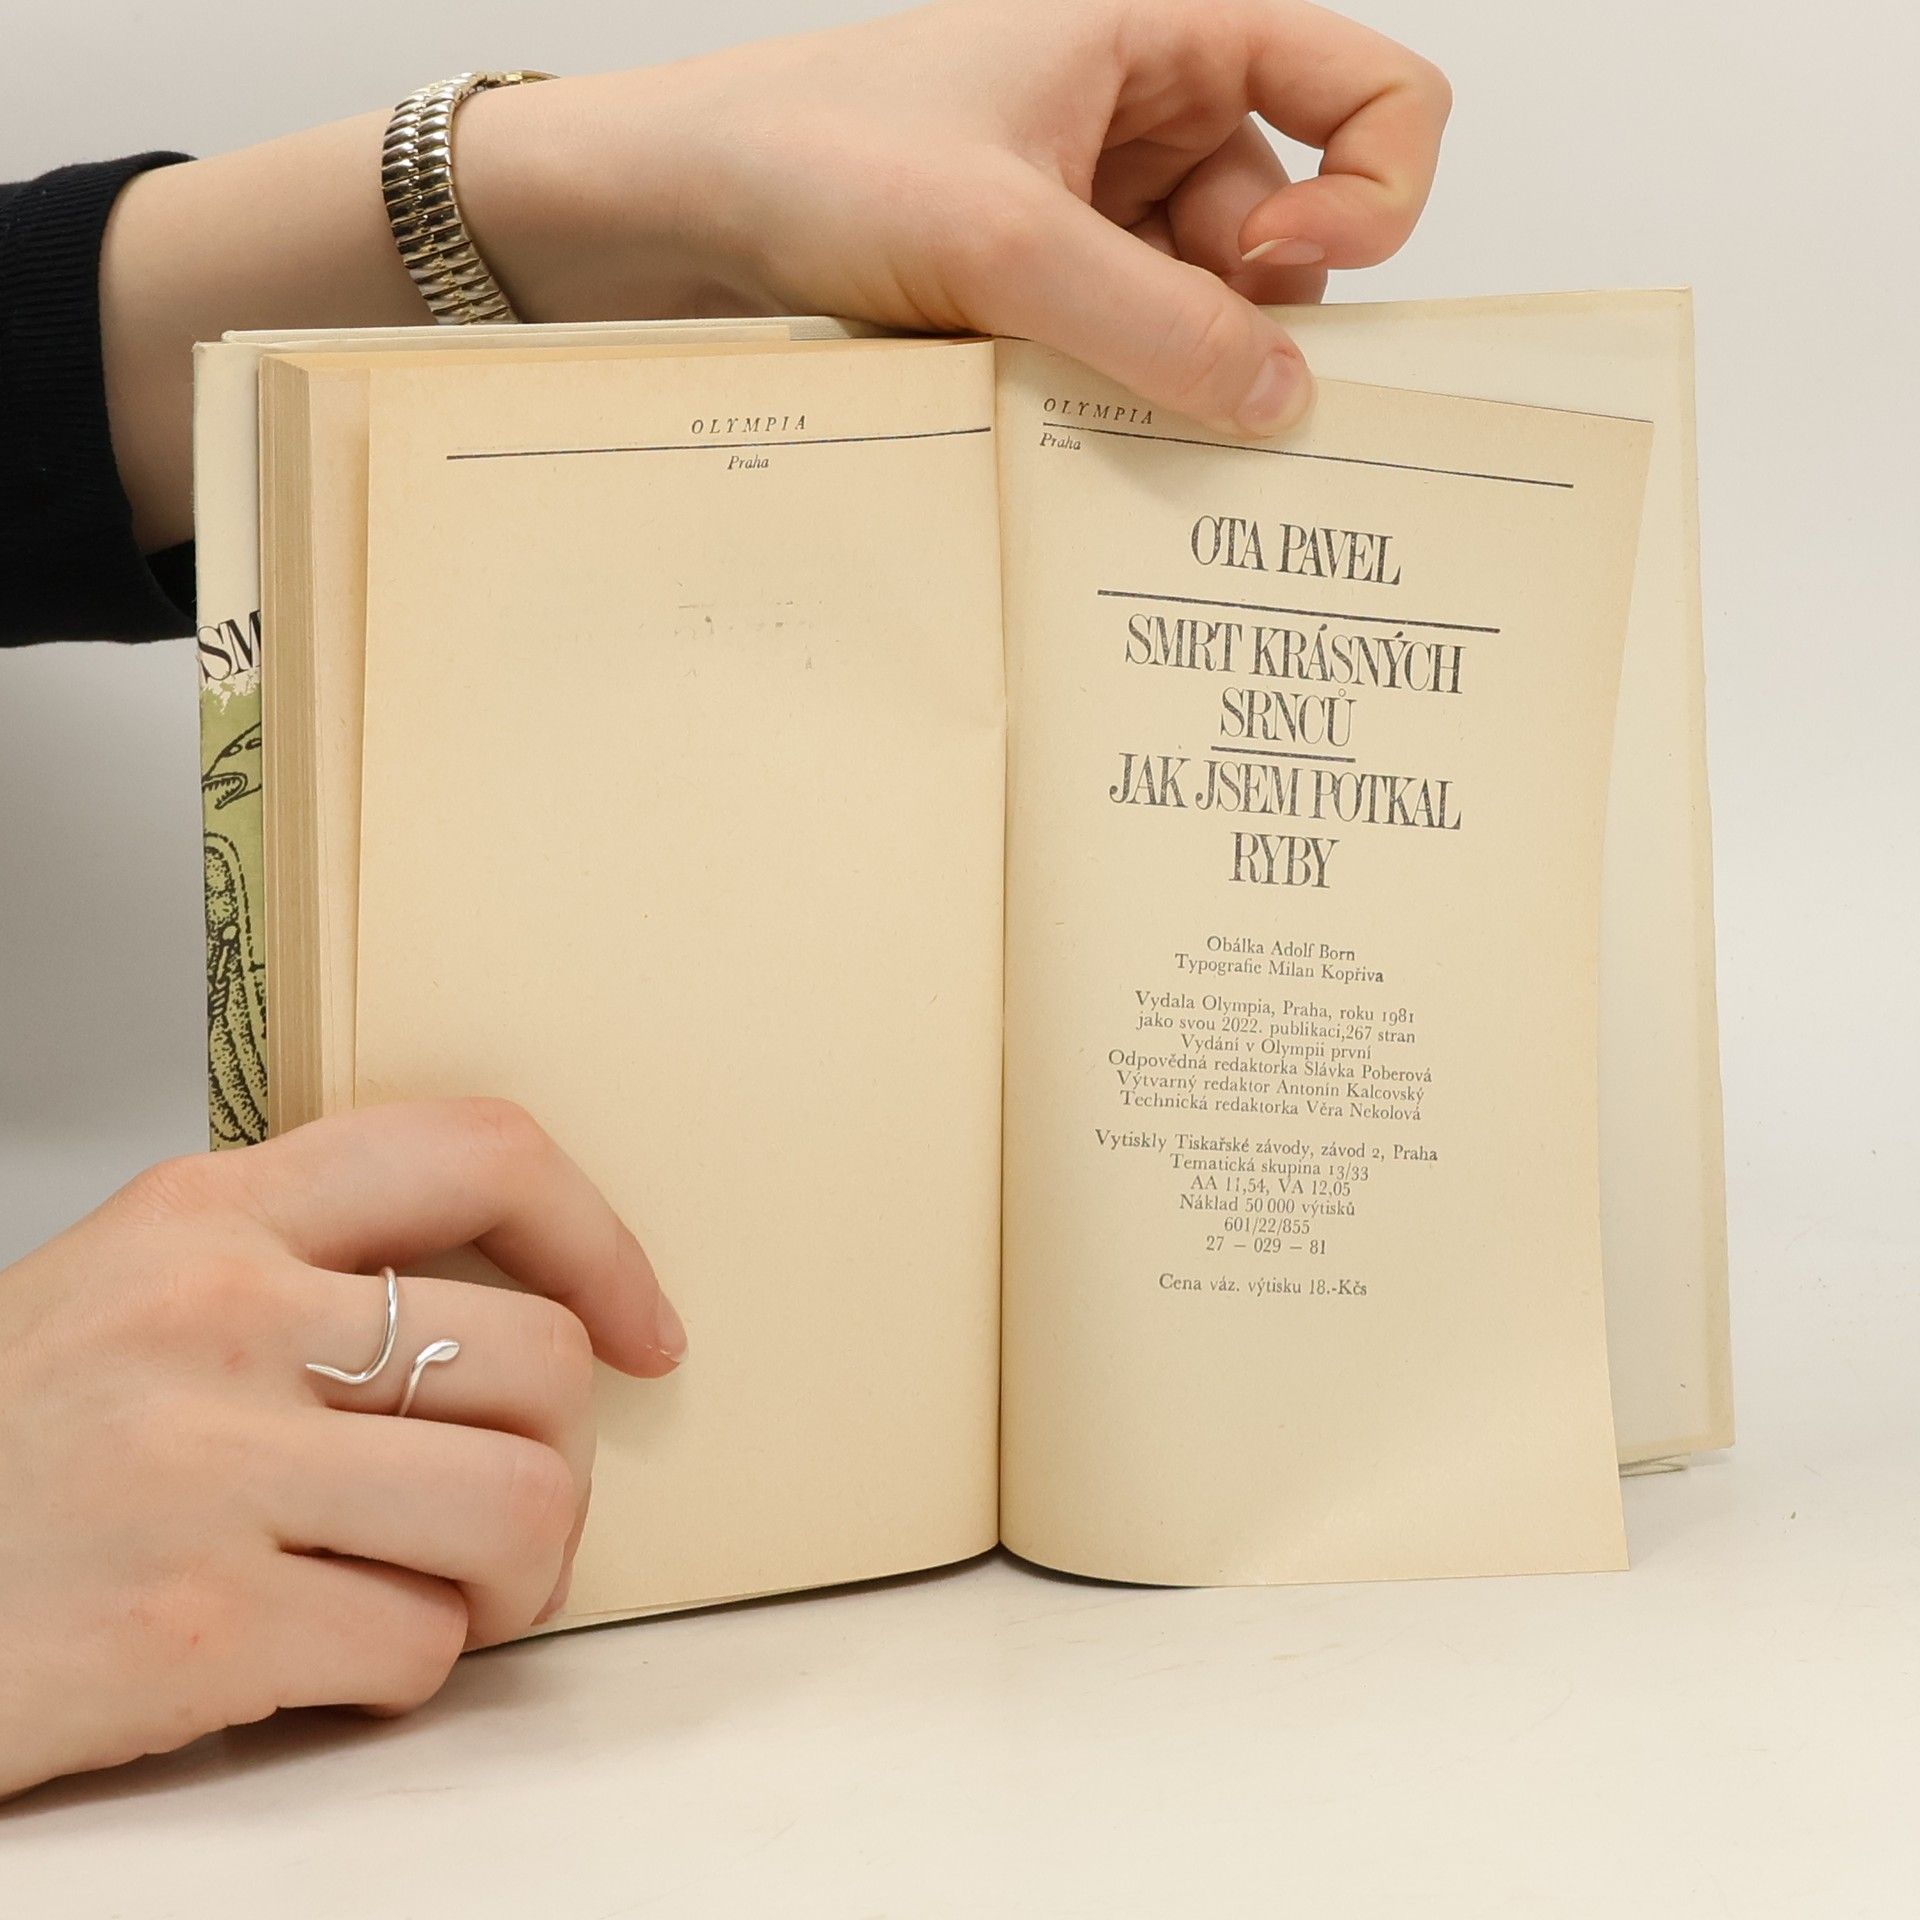 OLYMPIA
Praha
SM
OLYMPIA
Praha
OTA PAVEL
SMRT KRÁSNÝCH
SRNCŮ
JAK JSEM POTKAL
RYBY
Obálka Adolf Born
Typografie Milan Kopřiva
Vydala Olympia, Praha, roku 1981
jako svou 2022. publikaci,267 stran
Vydání v Olympii první
Odpovědná redaktorka Slávka Poberová
Výtvarný redaktor Antonín Kalcovský
Technická redaktorka Věra Nekolová
Vytiskly Tiskařské závody, závod 2, Praha
Tematická skupina 13/33
AA 11,54, VA 12,05
Náklad 50 000 výtisků
601/22/855
27 – 029 – 81
Cena váz. výtisku 18.-Kčs